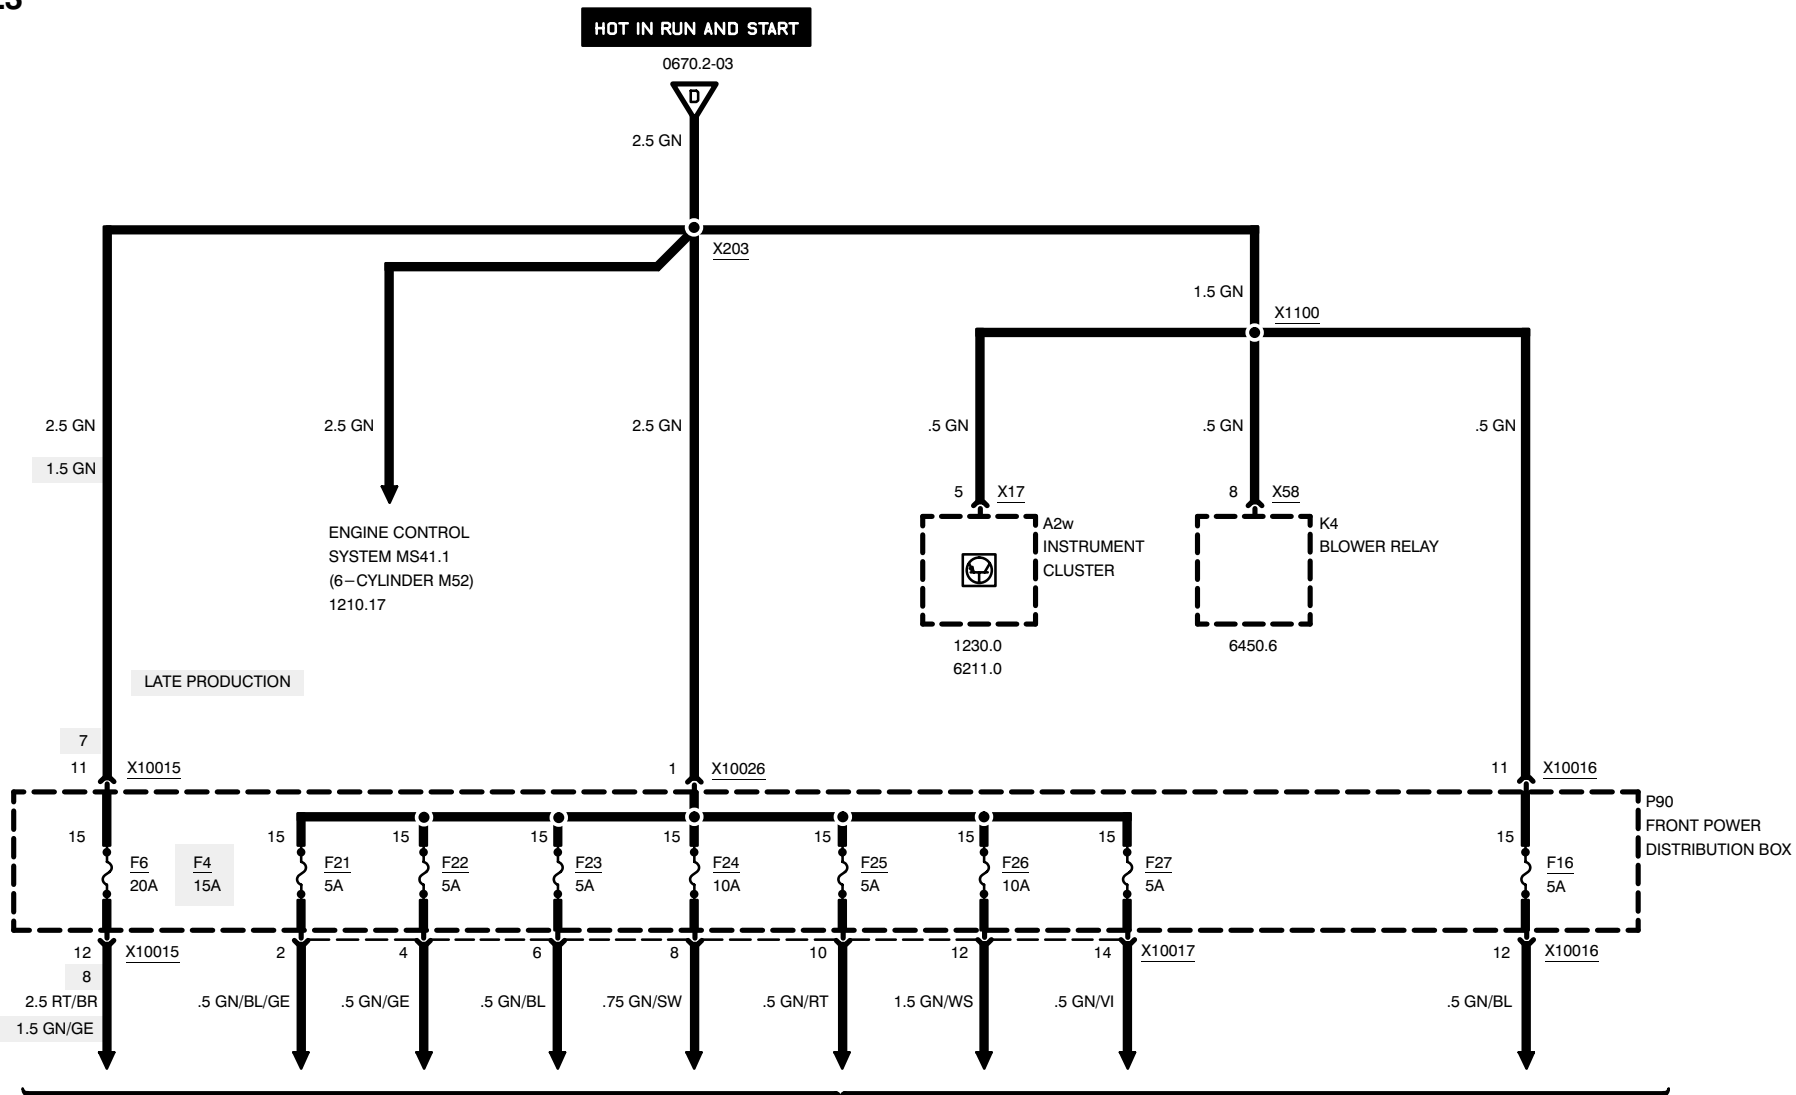 HOT IN RUN AND START
0670.2-03
D
2.5 GN
X203
1.5 GN
X1100
2.5 GN
2.5 GN
2.5 GN
.5 GN
.5 GN
.5 GN
1.5 GN
5 X17
8 X58
A2w
INSTRUMENT
CLUSTER
K4
BLOWER RELAY
ENGINE CONTROL
SYSTEM MS41.1
(6–CYLINDER M52)
1210.17
1230.0
6211.0
6450.6
LATE PRODUCTION
7
11 X10015
1 X10026
11 X10016
P90
FRONT POWER
DISTRIBUTION BOX
15 15 15 15 15 15 15 15 15
F6 F4 F21 F22 F23 F24 F25 F26 F27 F16
20A 15A 5A 5A 5A 10A 5A 10A 5A 5A
12 X10015 2 4 6 8 10 12 14 X10017 12 X10016
8
2.5 RT/BR .5 GN/BL/GE .5 GN/GE .5 GN/BL .75 GN/SW .5 GN/RT 1.5 GN/WS .5 GN/VI .5 GN/BL
1.5 GN/GE